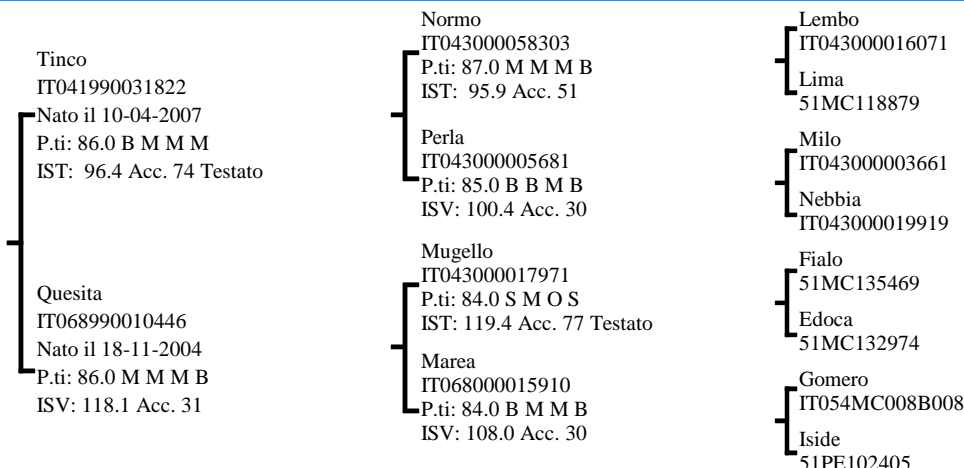 Tinco
IT041990031822
Nato il 10-04-2007
P.ti: 86.0 B M M M
IST:  96.4 Acc. 74 Testato
Quesita
IT068990010446
Nato il 18-11-2004
P.ti: 86.0 M M M B
ISV: 118.1 Acc. 31
Normo
IT043000058303
P.ti: 87.0 M M M B
IST:  95.9 Acc. 51
Perla
IT043000005681
P.ti: 85.0 B B M B
ISV: 100.4 Acc. 30
Mugello
IT043000017971
P.ti: 84.0 S M O S
IST: 119.4 Acc. 77 Testato
Marea
IT068000015910
P.ti: 84.0 B M M B
ISV: 108.0 Acc. 30
Lembo
IT043000016071
Lima
51MC118879
Milo
IT043000003661
Nebbia
IT043000019919
Fialo
51MC135469
Edoca
51MC132974
Gomero
IT054MC008B008
Iside
51PE102405